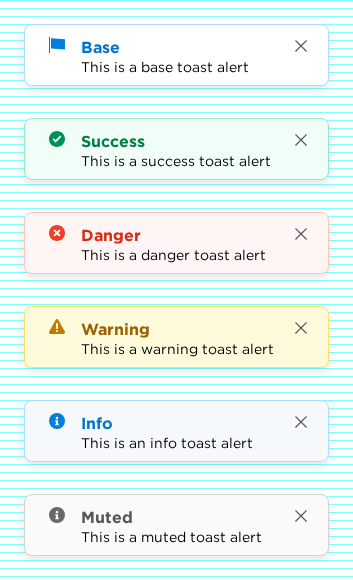 Base
This is a base toast alert
Success
This is a success toast alert
Danger
This is a danger toast alert
Warning
This is a warning toast alert
Info
This is an info toast alert
Muted
This is a muted toast alert